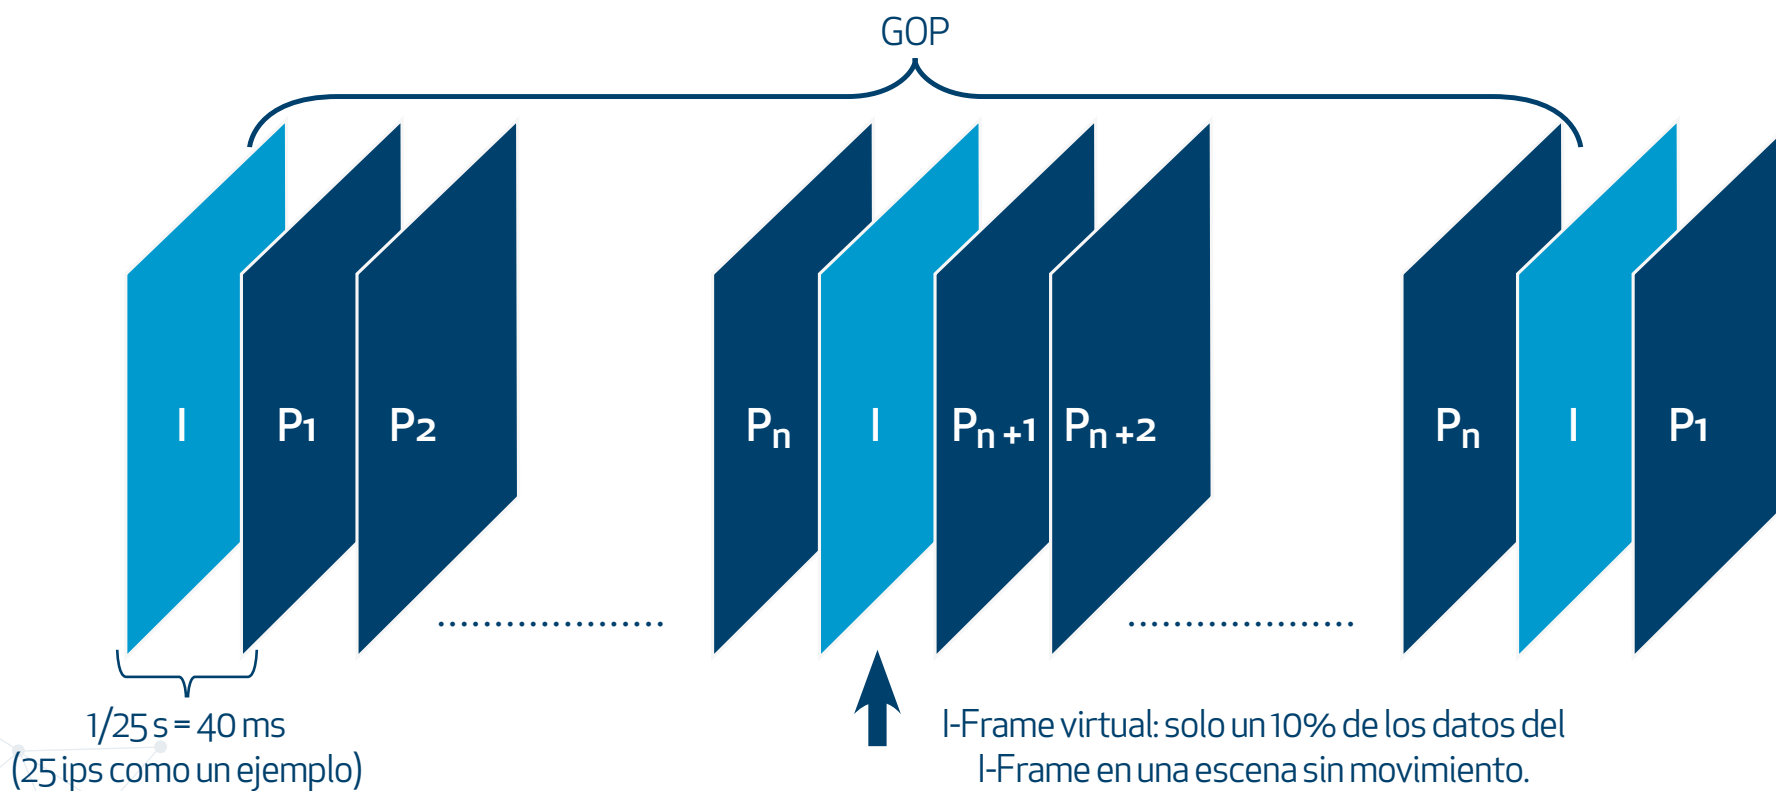 GOP
I P1 P2 Pn I Pn +1 Pn +2 Pn I P1
1/25 s = 40 ms
(25 ips como un ejemplo)
I-Frame virtual: solo un 10% de los datos del
I-Frame en una escena sin movimiento.